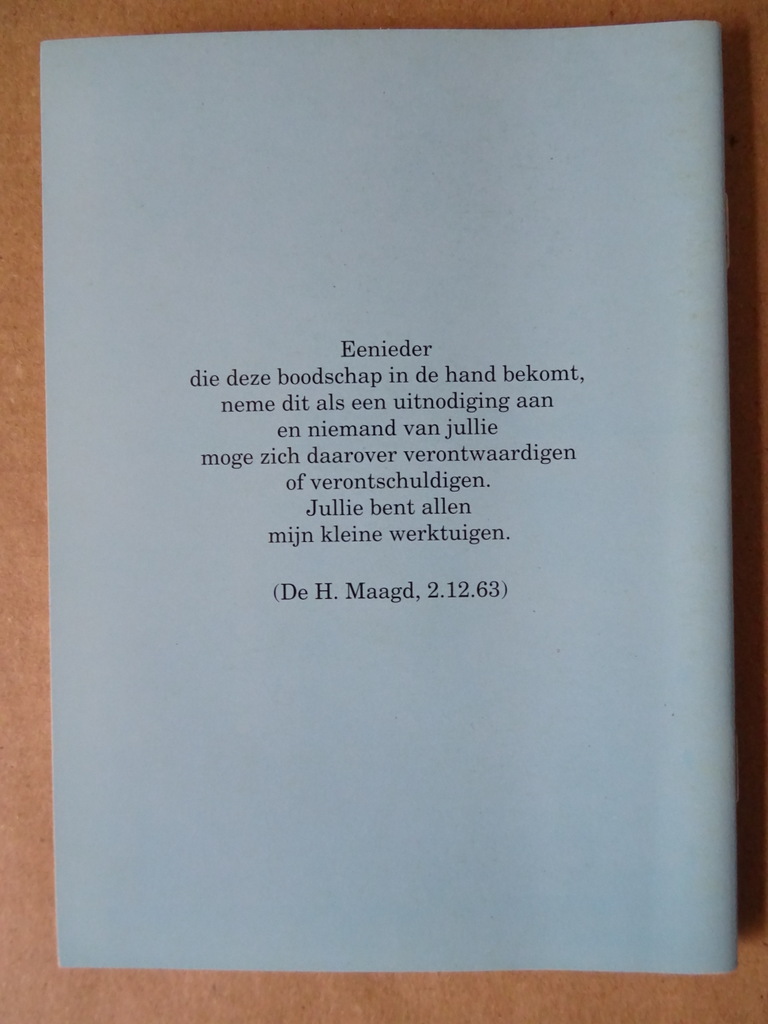 Eenieder
die deze boodschap in de hand bekomt,
neme dit als een uitnodiging aan
en niemand van jullie
moge zich daarover verontwaardigen
of verontschuldigen.
Jullie bent allen
mijn kleine werktuigen.
(De H. Maagd, 2.12.63)